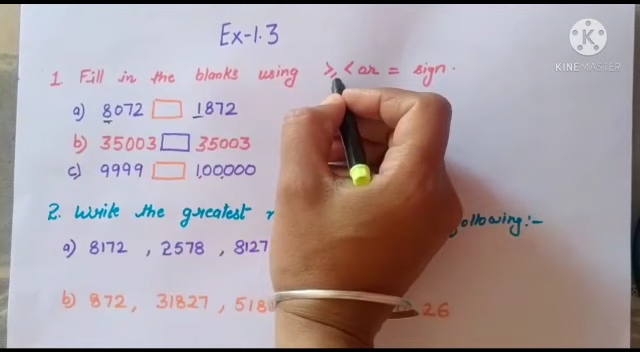 Ex-1.3
KINEMASTER
1 Fill in the blanks using >, < or = sign.
a) 8072 1872
b) 35003 35003
c) 9999 1,00,000
2. Write the greatest following:-
a) 8172 , 2578 , 8127
b) 872, 31827 , 518 26